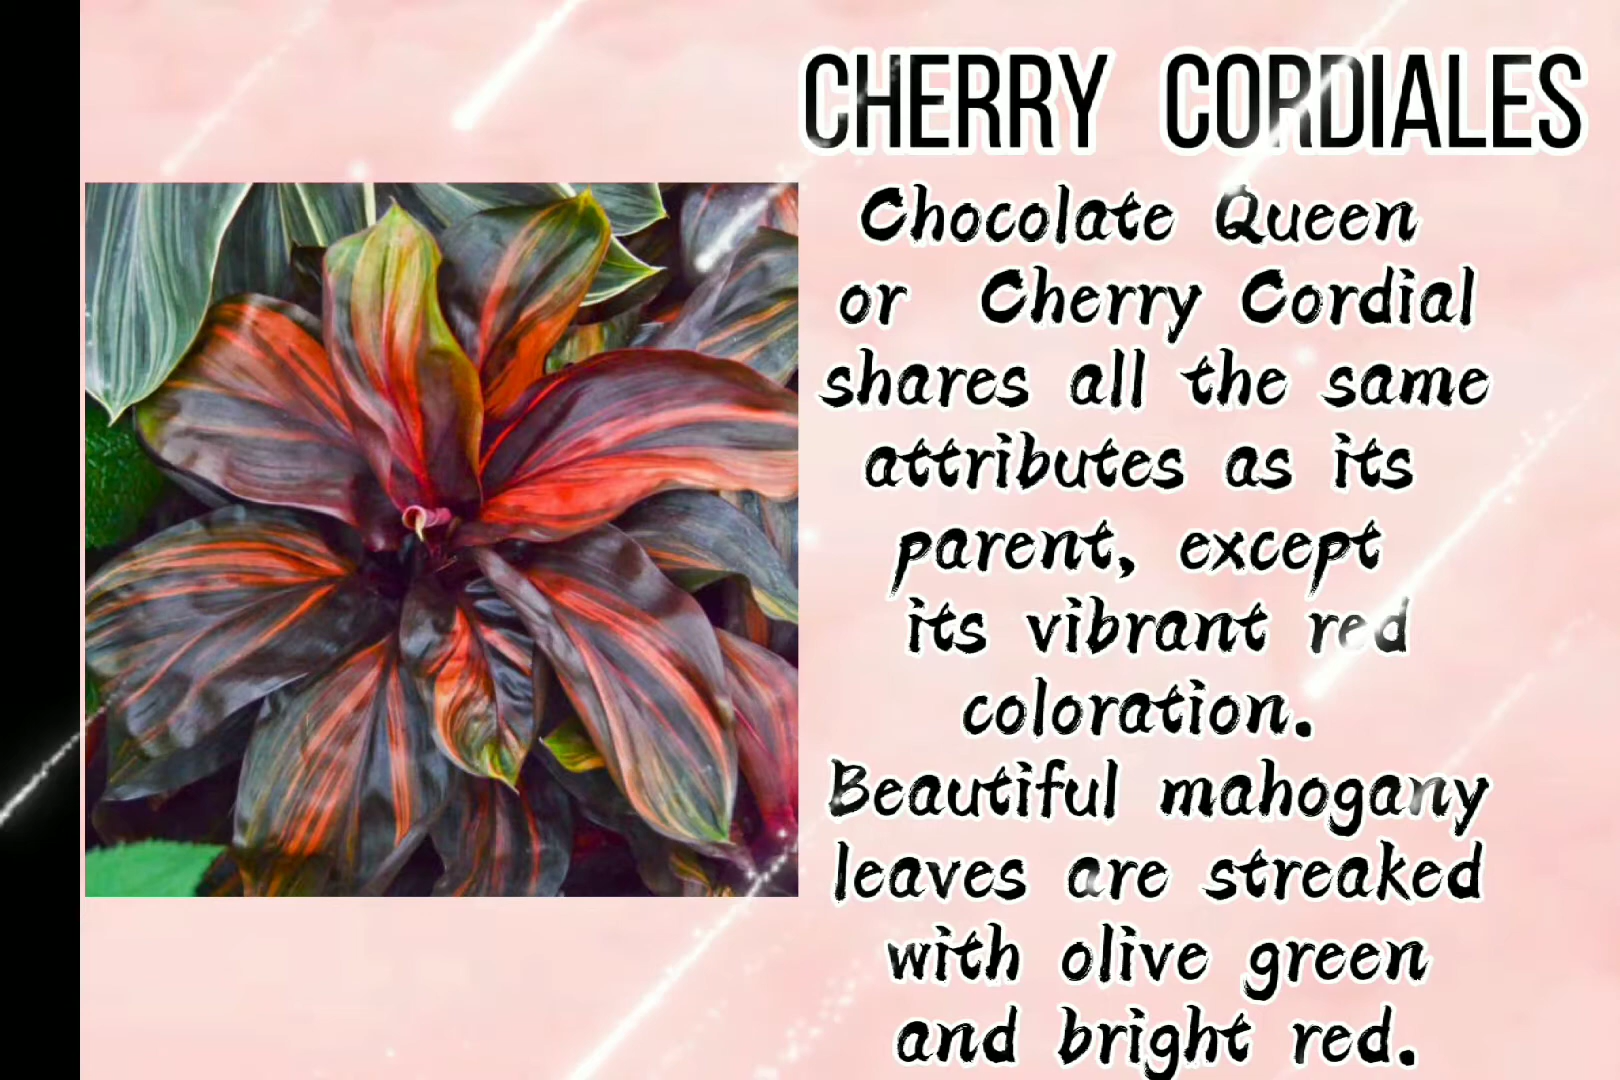 CHERRY CORDIALES
Chocolate Queen
or Cherry Cordial
shares all the same
attributes as its
parent, except
its vibrant red
coloration.
Beautiful mahogany
leaves are streaked
with olive green
and bright red.